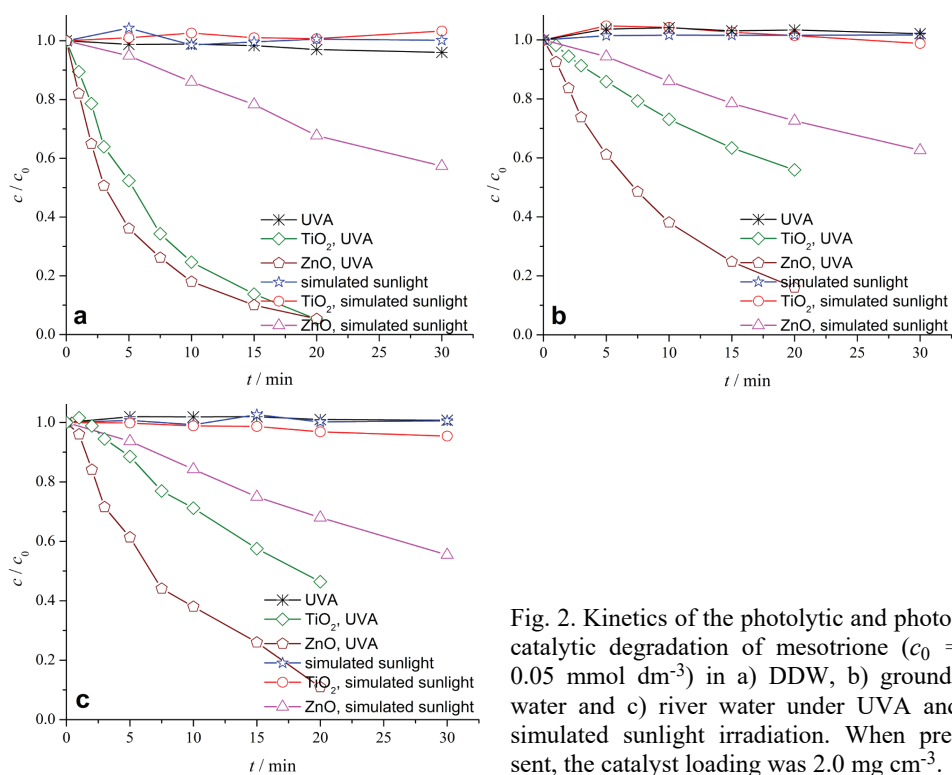 1.0
0.8
0.6
0.4
0.2
0.0
c / c0
0 5 10 15 20 25 30
t / min
UVA
TiO2, UVA
ZnO, UVA
simulated sunlight
TiO2, simulated sunlight
ZnO, simulated sunlight
a
1.0
0.8
0.6
0.4
0.2
0.0
c / c0
0 5 10 15 20 25 30
t / min
UVA
TiO2, UVA
ZnO, UVA
simulated sunlight
TiO2, simulated sunlight
ZnO, simulated sunlight
b
1.0
0.8
0.6
0.4
0.2
0.0
c / c0
0 5 10 15 20 25 30
t / min
UVA
TiO2, UVA
ZnO, UVA
simulated sunlight
TiO2, simulated sunlight
ZnO, simulated sunlight
c
Fig. 2. Kinetics of the photolytic and photo
catalytic degradation of mesotrione (c0 =
0.05 mmol dm-3) in a) DDW, b) ground
water and c) river water under UVA and
simulated sunlight irradiation. When pre
sent, the catalyst loading was 2.0 mg cm-3.